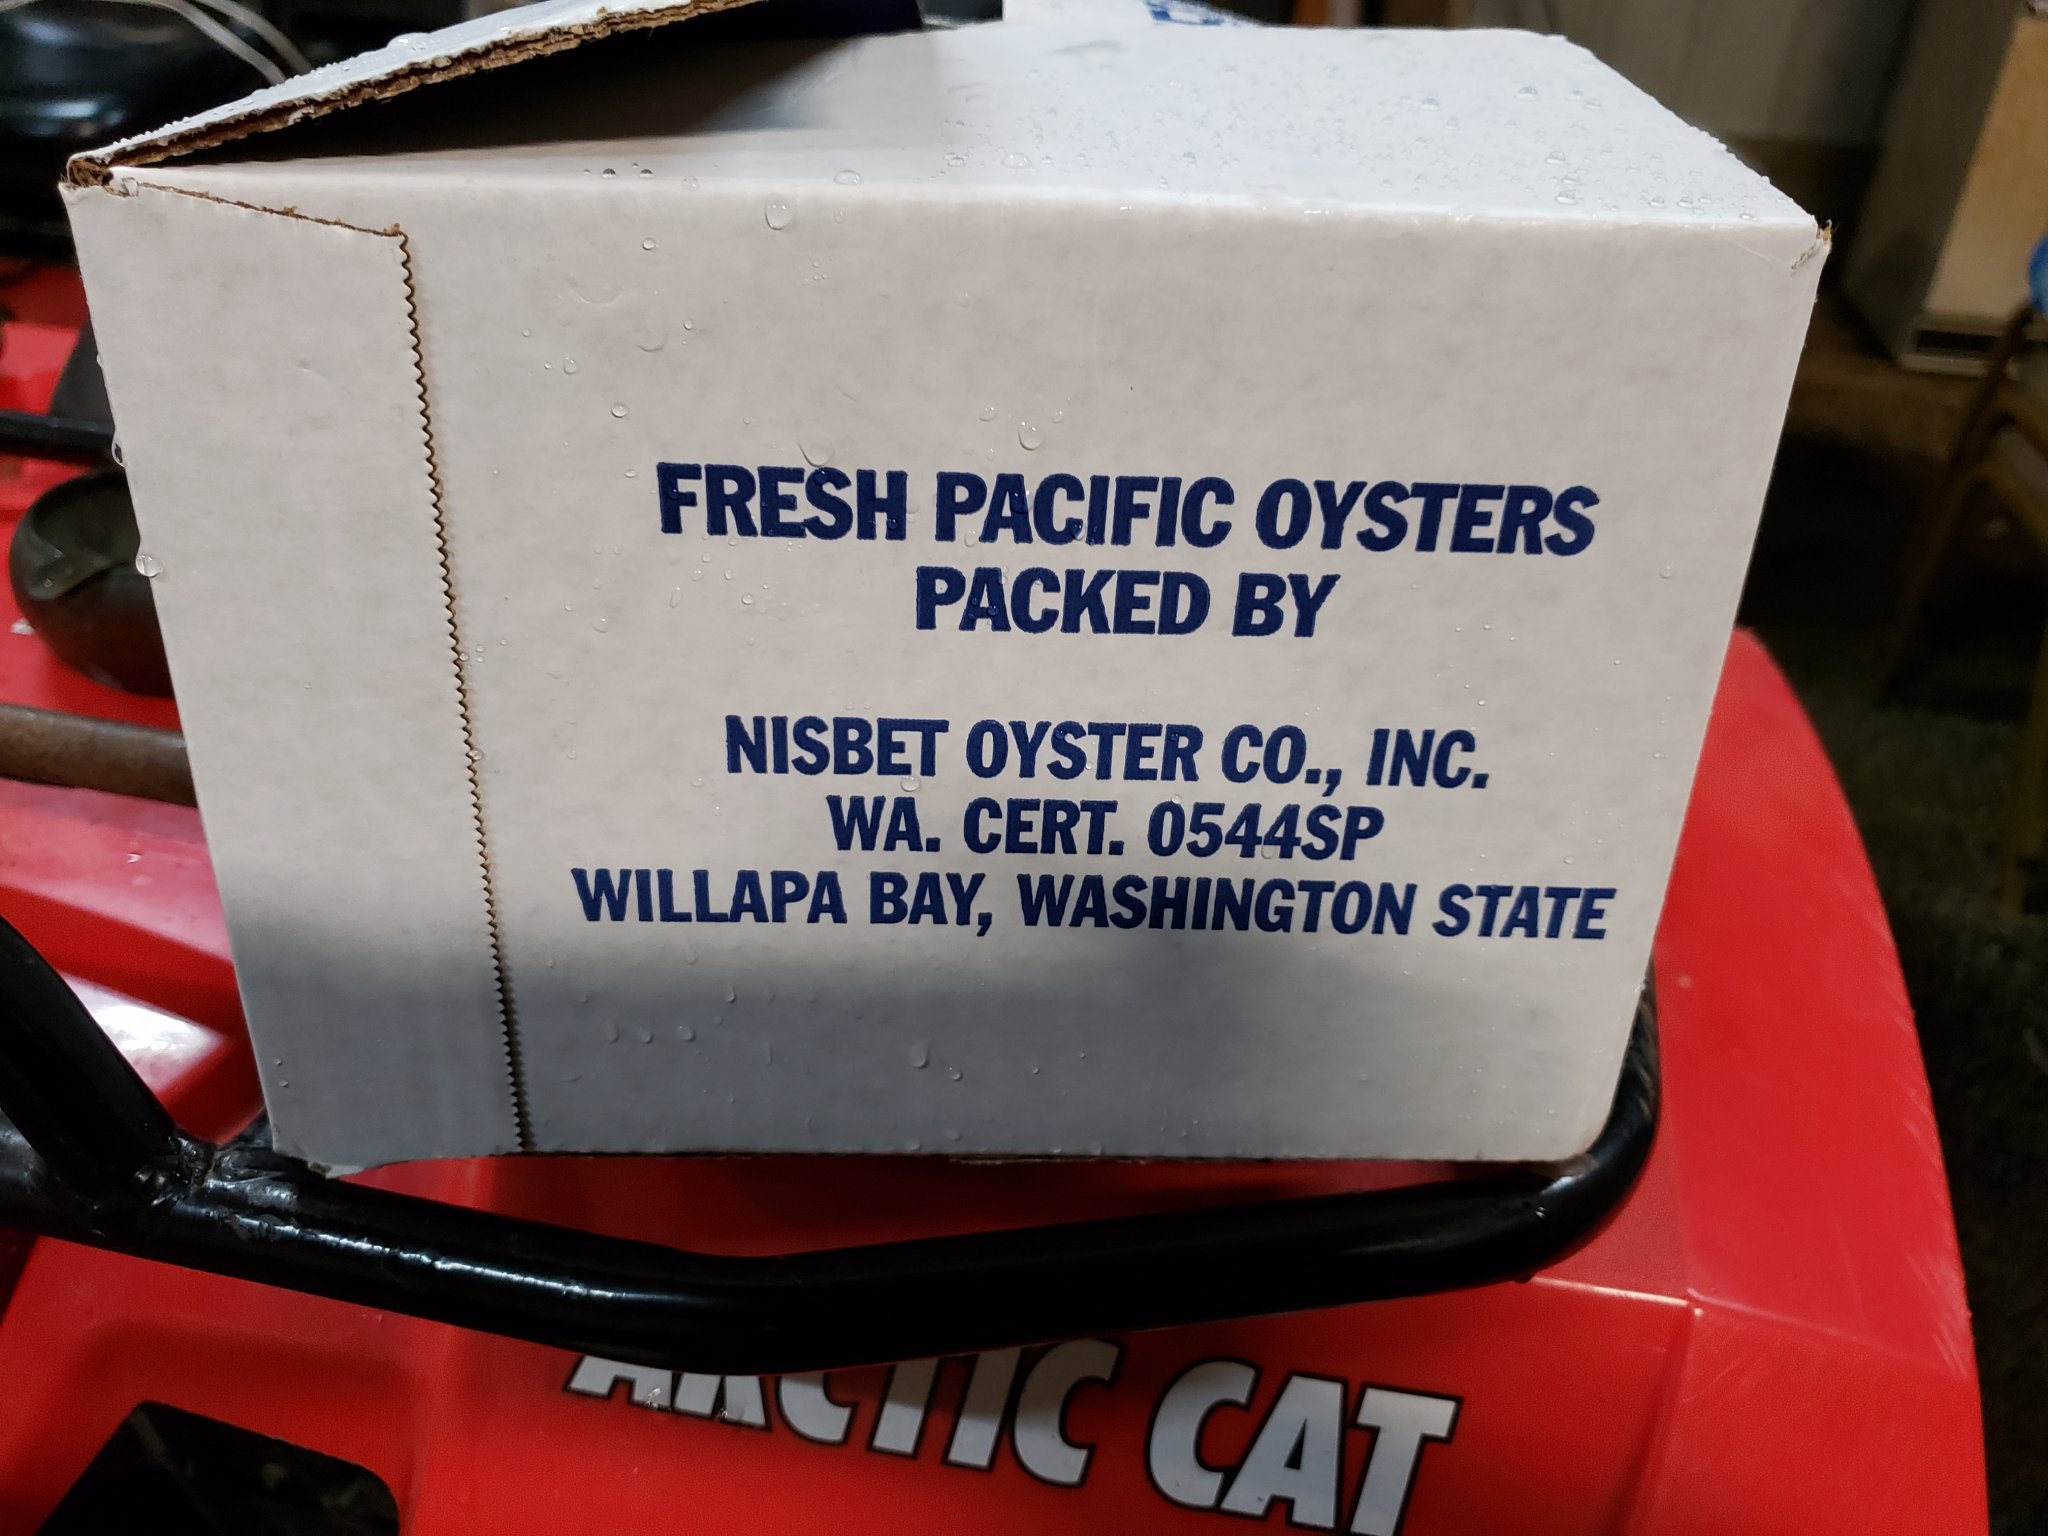 FRESH PACIFIC OYSTERS
PACKED BY
NISBET OYSTER CO., INC.
WA. CERT. 0544SP
WILLAPA BAY, WASHINGTON STATE
ARCTIC CAT